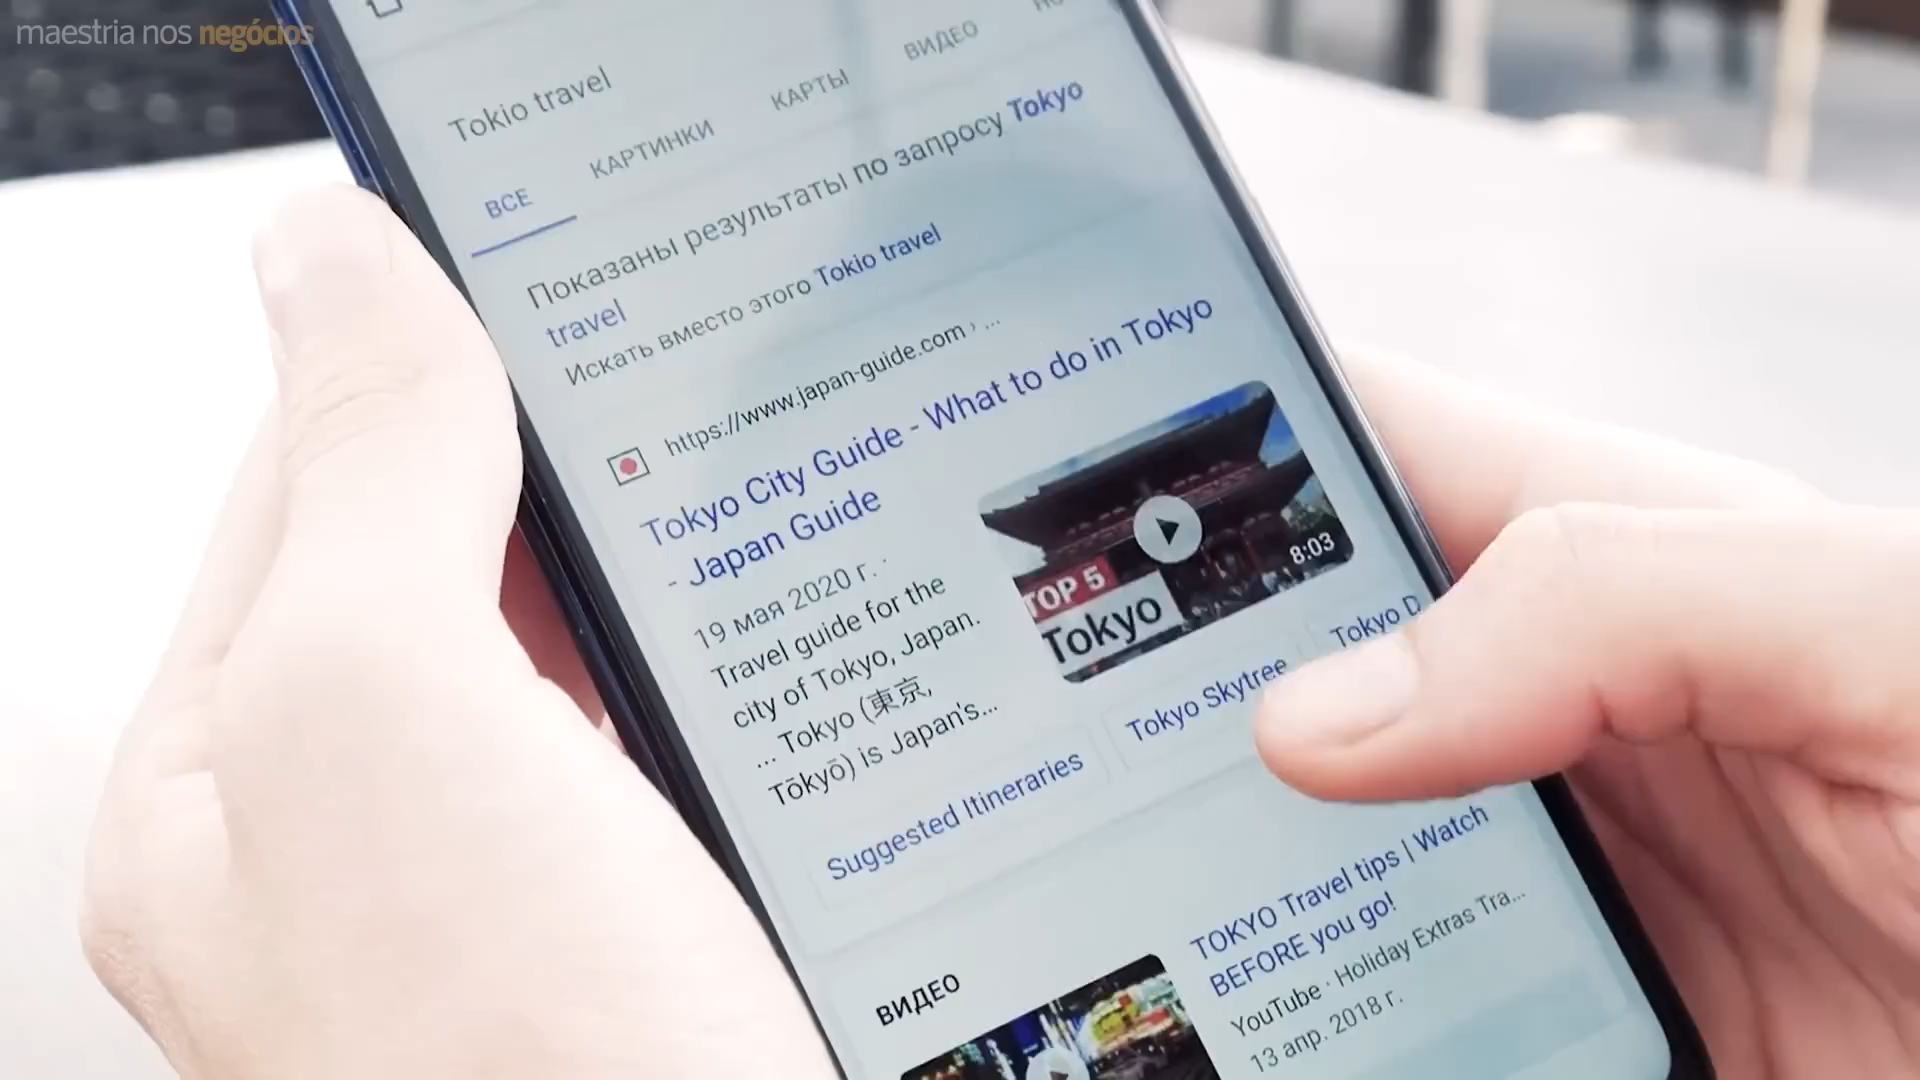 maestria nos negócios
Tokio travel
ВСЕ
КАРТИНКИ
КАРТЫ
ВИДЕО
Показаны результаты по запросу Tokyo
travel
Искать вместо этого Tokio travel
https://www.japan-guide.com › ...
Tokyo City Guide - What to do in Tokyo
- Japan Guide
19 мая 2020 г. ·
Travel guide for the
city of Tokyo, Japan.
... Tokyo (東京,
Tōkyō) is Japan's...
TOP 5
Tokyo
8:03
Suggested Itineraries
Tokyo Skytree
Tokyo D
ВИДЕО
TOKYO Travel tips | Watch
BEFORE you go!
YouTube · Holiday Extras Tra...
13 апр. 2018 г.